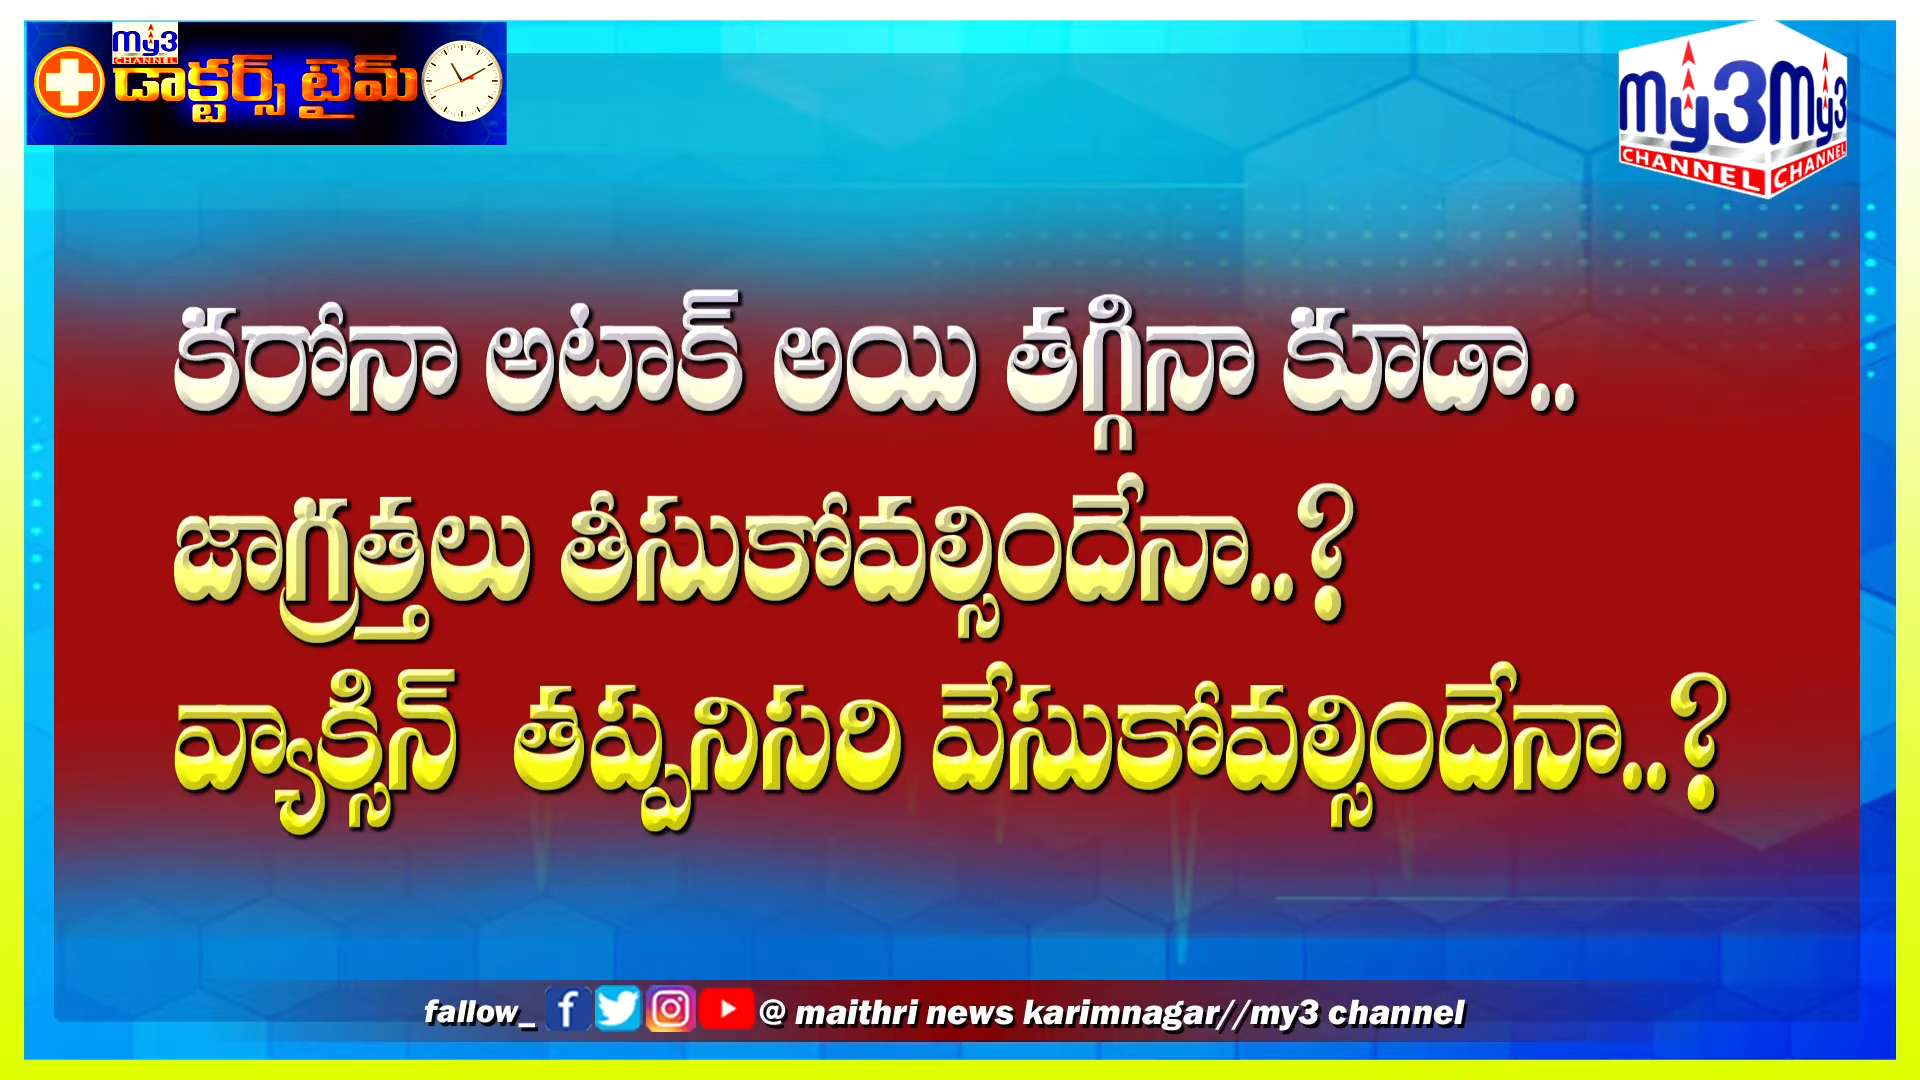 My3
CHANNEL
డాక్టర్స్ టైమ్
my3 My3
CHANNEL CHANNEL
కరోనా అటాక్ అయి తగ్గినా కూడా..
జాగ్రత్తలు తీసుకోవల్సిందేనా..?
వ్యాక్సిన్ తప్పనిసరి వేసుకోవల్సిందేనా..?
fallow_ @ maithri news karimnagar//my3 channel